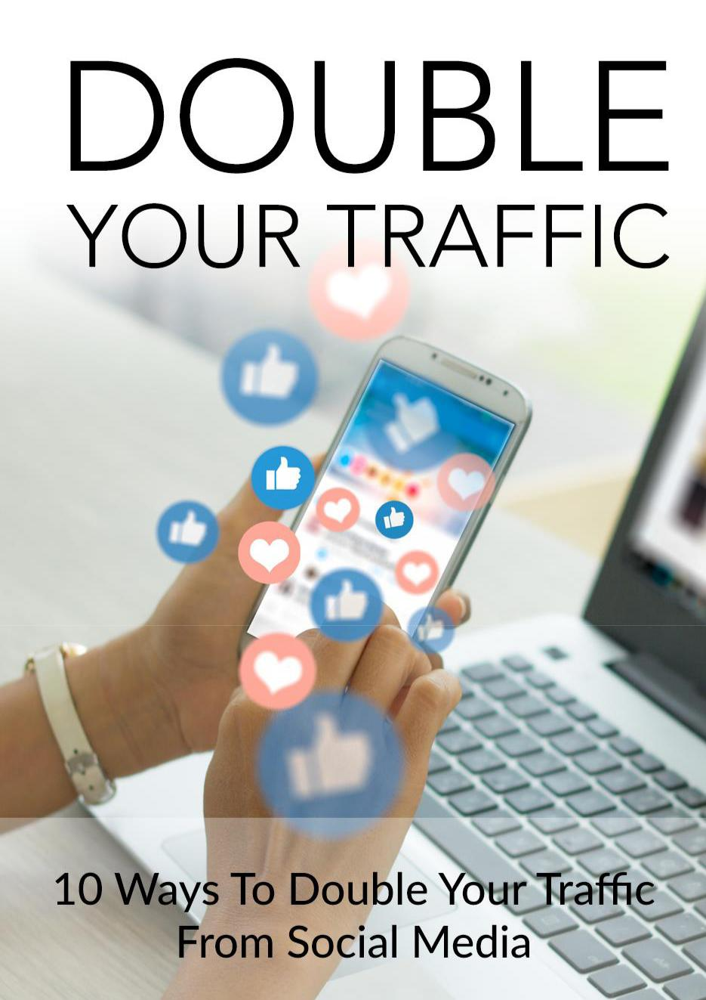 DOUBLE
YOUR TRAFFIC
10 Ways To Double Your Traffic
From Social Media